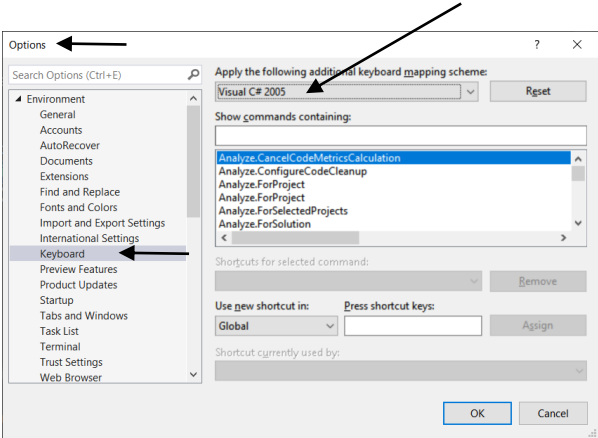 Options
?
Search Options (Ctrl+E)
Environment
General
Accounts
AutoRecover
Documents
Extensions
Find and Replace
Fonts and Colors
Import and Export Settings
International Settings
Keyboard
Preview Features
Product Updates
Startup
Tabs and Windows
Task List
Terminal
Trust Settings
Web Browser
Apply the following additional keyboard mapping scheme:
Visual C# 2005
Reset
Show commands containing:
Analyze.CancelCodeMetricsCalculation
Analyze.ConfigureCodeCleanup
Analyze.ForProject
Analyze.ForProject
Analyze.ForSelectedProjects
Analyze.ForSolution
Shortcuts for selected command:
Remove
Use new shortcut in:
Press shortcut keys:
Global
Assign
Shortcut currently used by:
OK
Cancel